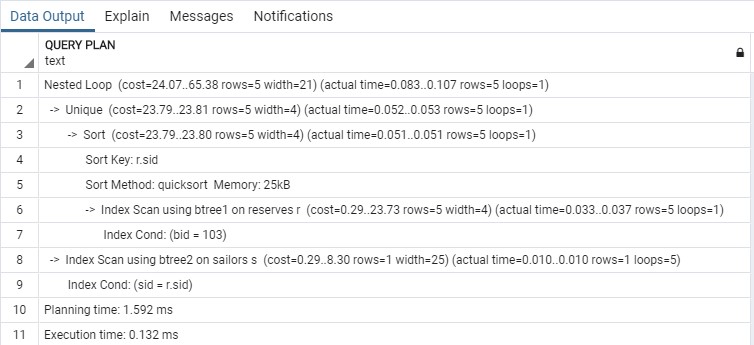 Data Output Explain Messages Notifications
QUERY PLAN
text
1 Nested Loop (cost=24.07..65.38 rows=5 width=21) (actual time=0.083..0.107 rows=5 loops=1)
2 -> Unique (cost=23.79..23.81 rows=5 width=4) (actual time=0.052..0.053 rows=5 loops=1)
3 -> Sort (cost=23.79..23.80 rows=5 width=4) (actual time=0.051..0.051 rows=5 loops=1)
4 Sort Key: r.sid
5 Sort Method: quicksort Memory: 25kB
6 -> Index Scan using btree1 on reserves r (cost=0.29..23.73 rows=5 width=4) (actual time=0.033..0.037 rows=5 loops=1)
7 Index Cond: (bid = 103)
8 -> Index Scan using btree2 on sailors s (cost=0.29..8.30 rows=1 width=25) (actual time=0.010..0.010 rows=1 loops=5)
9 Index Cond: (sid = r.sid)
10 Planning time: 1.592 ms
11 Execution time: 0.132 ms